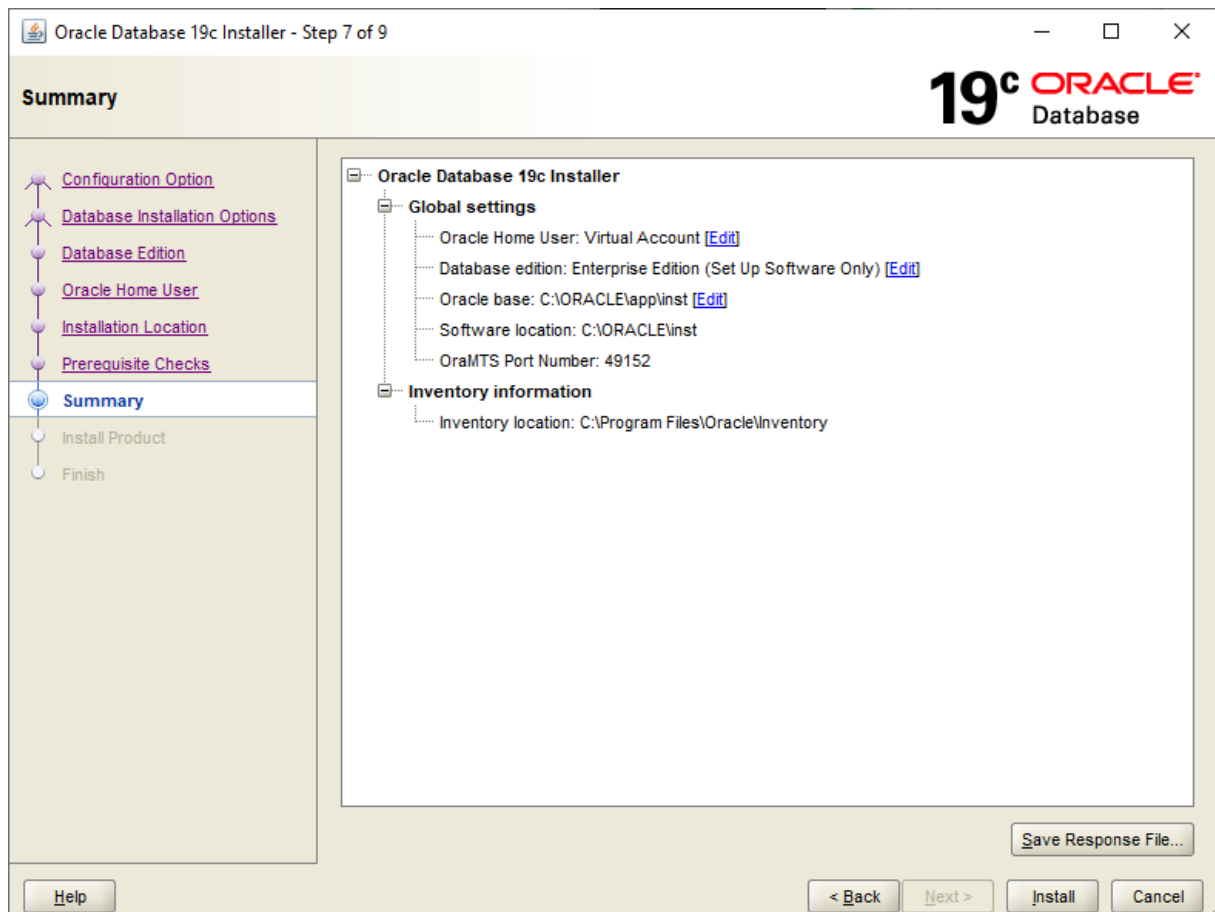 Oracle Database 19c Installer - Step 7 of 9
Summary
19c ORACLE
Database
Configuration Option
Database Installation Options
Database Edition
Oracle Home User
Installation Location
Prerequisite Checks
Summary
Install Product
Finish
Oracle Database 19c Installer
Global settings
Oracle Home User: Virtual Account [Edit]
Database edition: Enterprise Edition (Set Up Software Only) [Edit]
Oracle base: C:\ORACLE\app\inst [Edit]
Software location: C:\ORACLE\inst
OraMTS Port Number: 49152
Inventory information
Inventory location: C:\Program Files\Oracle\Inventory
Save Response File...
Help
< Back
Next >
Install
Cancel